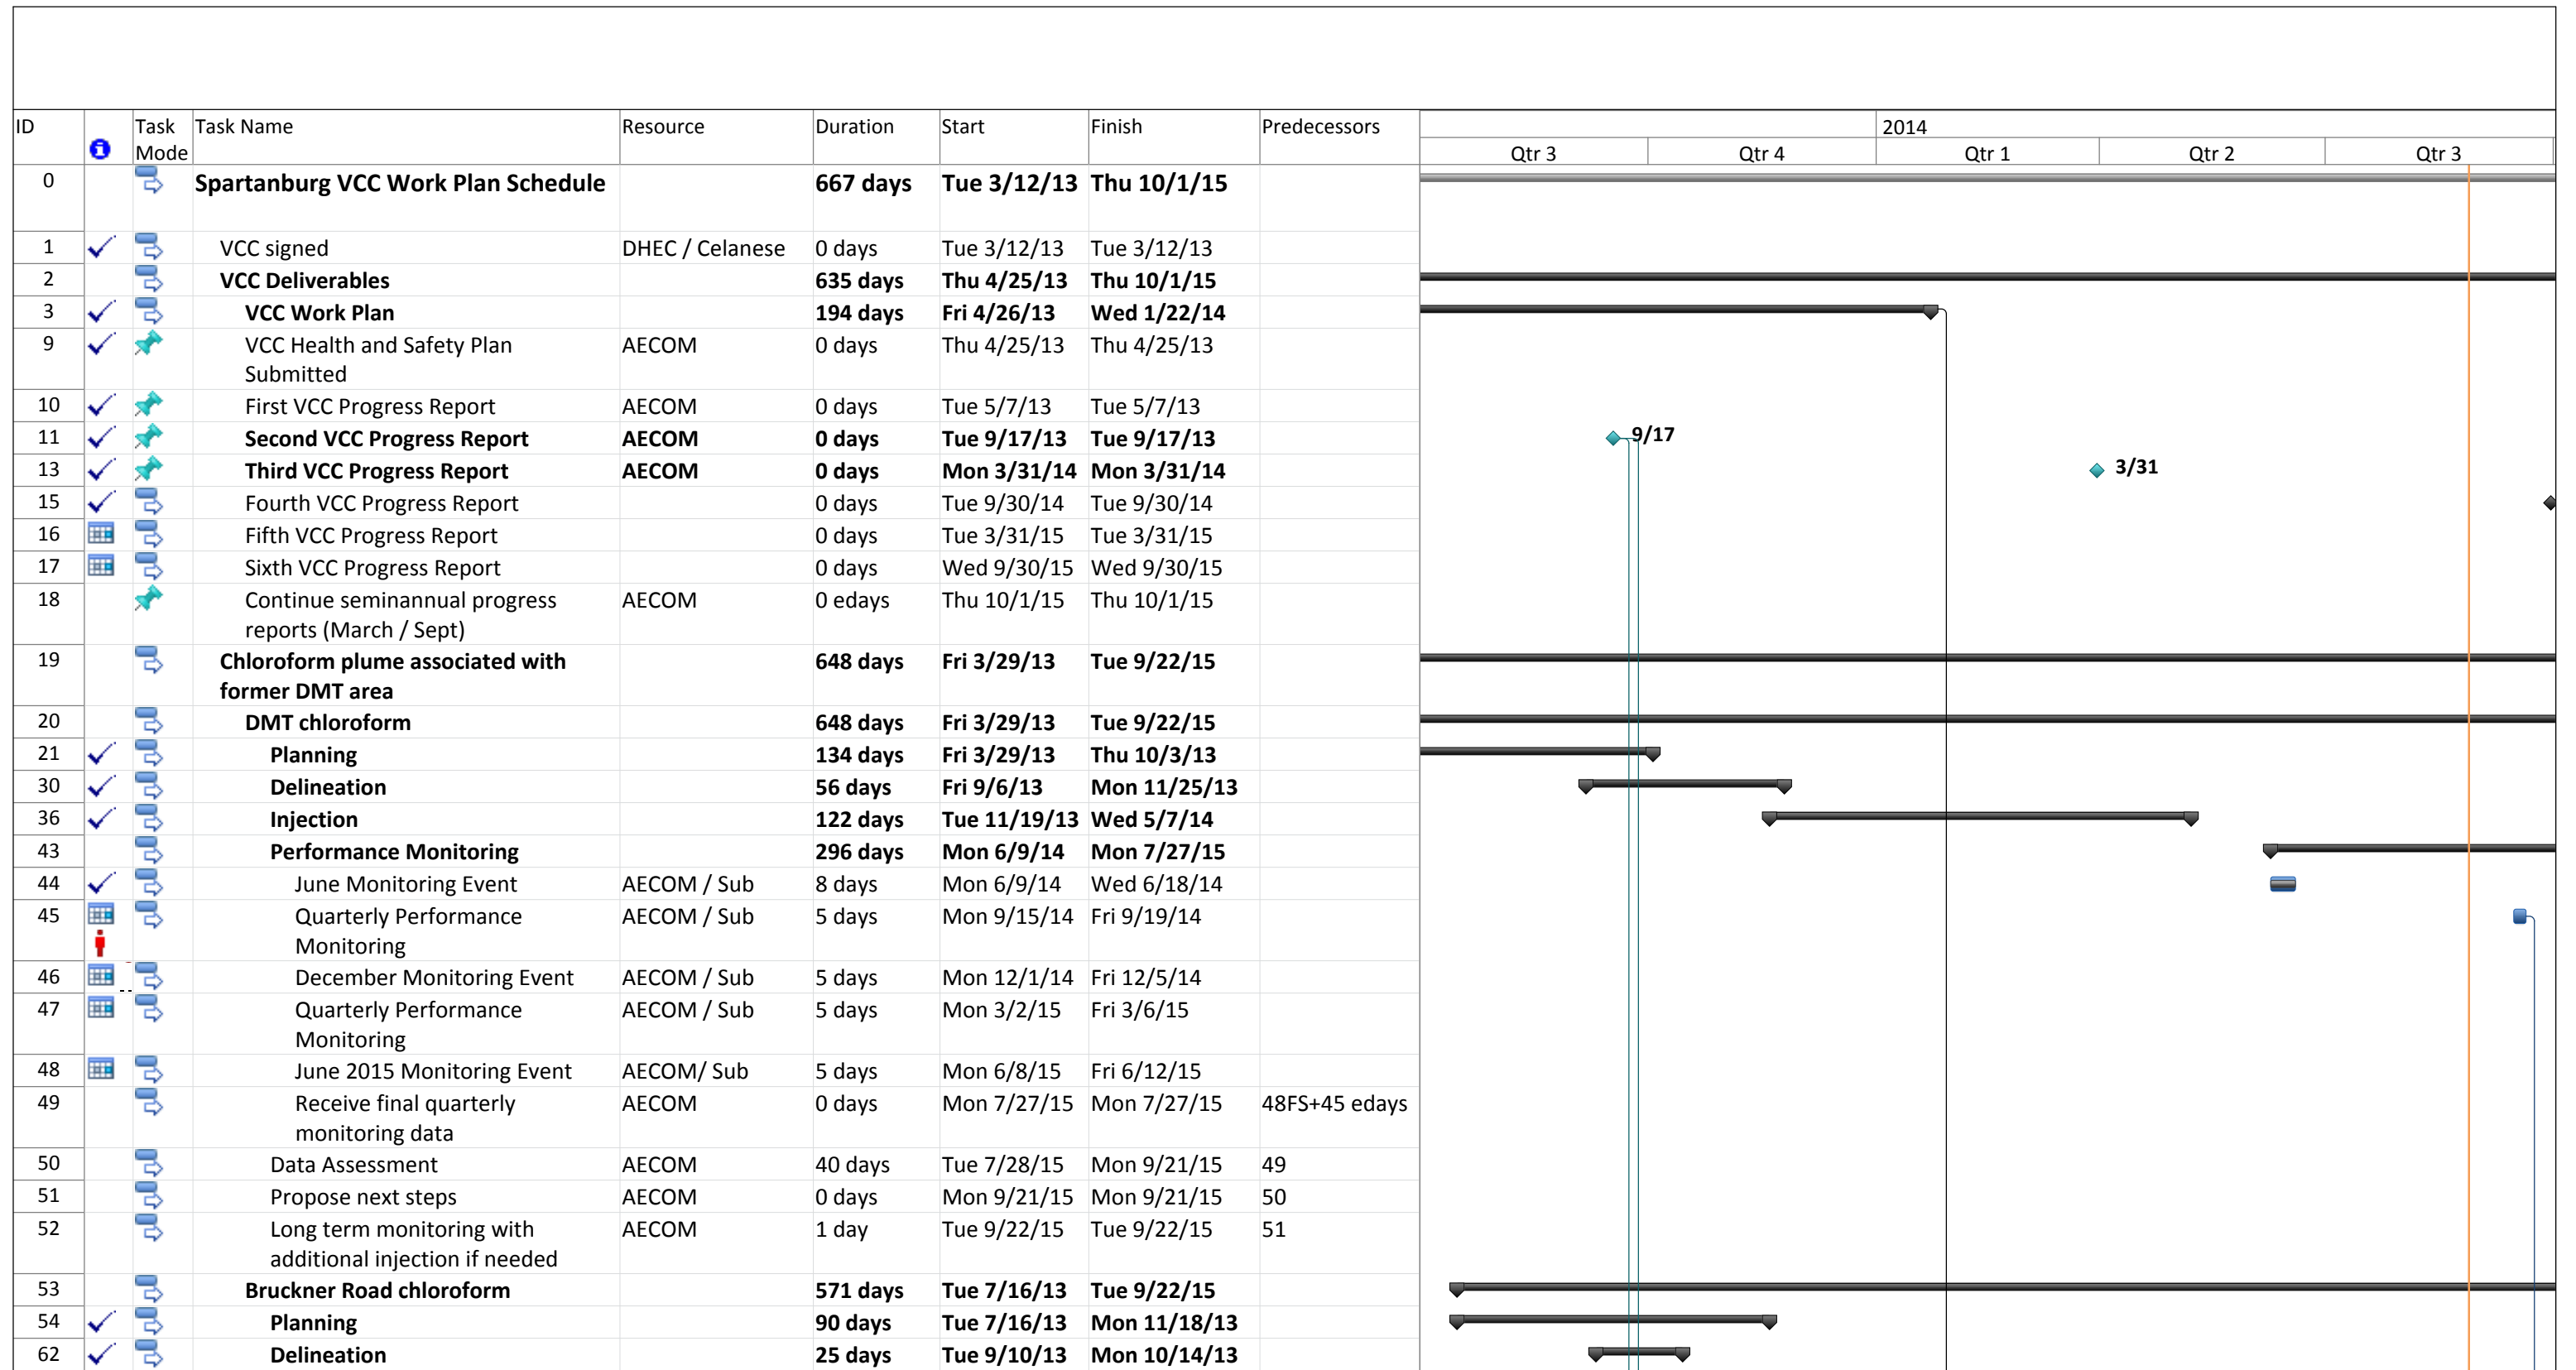 ID Task Mode Task Name Resource Duration Start Finish Predecessors 2014
Qtr 3 Qtr 4 Qtr 1 Qtr 2 Qtr 3
0 Spartanburg VCC Work Plan Schedule 667 days Tue 3/12/13 Thu 10/1/15
1 VCC signed DHEC / Celanese 0 days Tue 3/12/13 Tue 3/12/13
2 VCC Deliverables 635 days Thu 4/25/13 Thu 10/1/15
3 VCC Work Plan 194 days Fri 4/26/13 Wed 1/22/14
9 VCC Health and Safety Plan AECOM 0 days Thu 4/25/13 Thu 4/25/13
Submitted
10 First VCC Progress Report AECOM 0 days Tue 5/7/13 Tue 5/7/13
11 Second VCC Progress Report AECOM 0 days Tue 9/17/13 Tue 9/17/13 9/17
13 Third VCC Progress Report AECOM 0 days Mon 3/31/14 Mon 3/31/14 3/31
15 Fourth VCC Progress Report 0 days Tue 9/30/14 Tue 9/30/14
16 Fifth VCC Progress Report 0 days Tue 3/31/15 Tue 3/31/15
17 Sixth VCC Progress Report 0 days Wed 9/30/15 Wed 9/30/15
18 Continue seminannual progress AECOM 0 edays Thu 10/1/15 Thu 10/1/15
reports (March / Sept)
19 Chloroform plume associated with 648 days Fri 3/29/13 Tue 9/22/15
former DMT area
20 DMT chloroform 648 days Fri 3/29/13 Tue 9/22/15
21 Planning 134 days Fri 3/29/13 Thu 10/3/13
30 Delineation 56 days Fri 9/6/13 Mon 11/25/13
36 Injection 122 days Tue 11/19/13 Wed 5/7/14
43 Performance Monitoring 296 days Mon 6/9/14 Mon 7/27/15
44 June Monitoring Event AECOM / Sub 8 days Mon 6/9/14 Wed 6/18/14
45 Quarterly Performance AECOM / Sub 5 days Mon 9/15/14 Fri 9/19/14
Monitoring
46 December Monitoring Event AECOM / Sub 5 days Mon 12/1/14 Fri 12/5/14
47 Quarterly Performance AECOM / Sub 5 days Mon 3/2/15 Fri 3/6/15
Monitoring
48 June 2015 Monitoring Event AECOM/ Sub 5 days Mon 6/8/15 Fri 6/12/15
49 Receive final quarterly AECOM 0 days Mon 7/27/15 Mon 7/27/15 48FS+45 edays
monitoring data
50 Data Assessment AECOM 40 days Tue 7/28/15 Mon 9/21/15 49
51 Propose next steps AECOM 0 days Mon 9/21/15 Mon 9/21/15 50
52 Long term monitoring with AECOM 1 day Tue 9/22/15 Tue 9/22/15 51
additional injection if needed
53 Bruckner Road chloroform 571 days Tue 7/16/13 Tue 9/22/15
54 Planning 90 days Tue 7/16/13 Mon 11/18/13
62 Delineation 25 days Tue 9/10/13 Mon 10/14/13